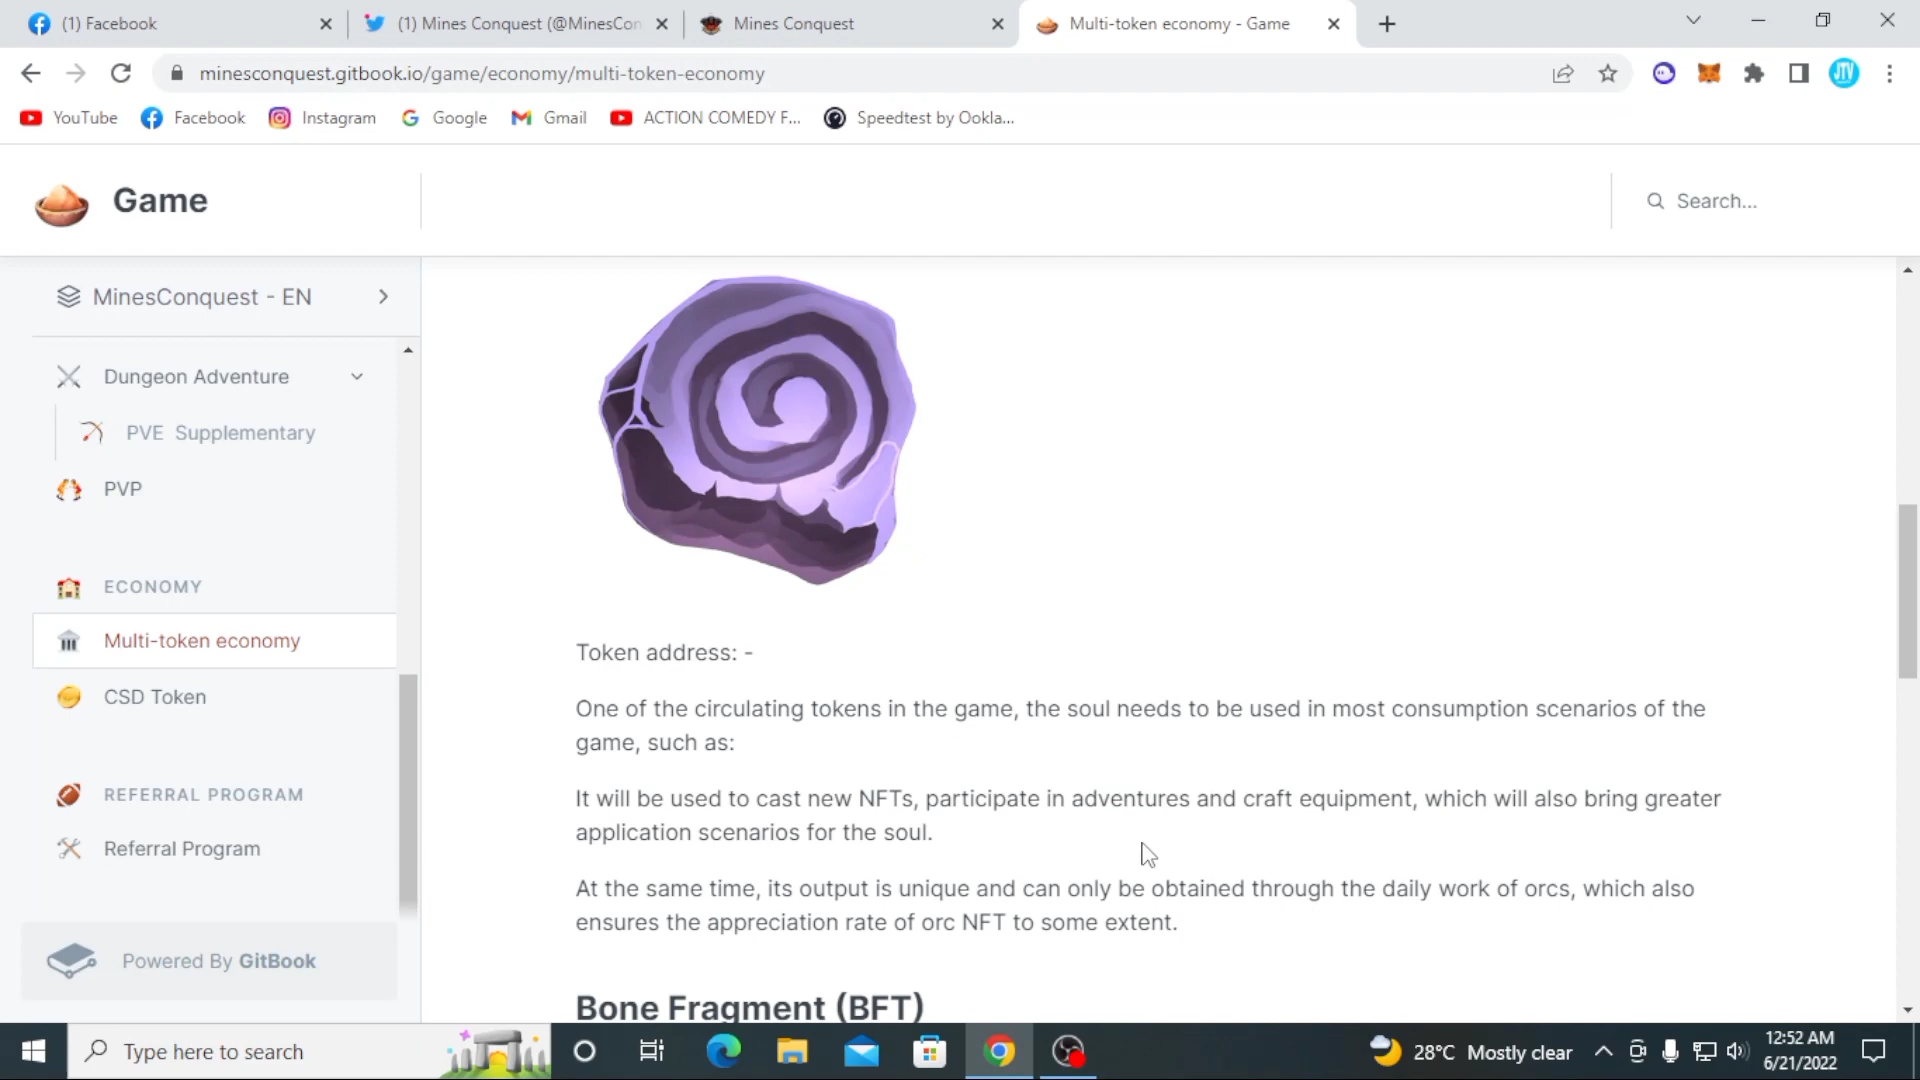 (1) Facebook
(1) Mines Conquest (@MinesCon
Mines Conquest
Multi-token economy - Game
minesconquest.gitbook.io/game/economy/multi-token-economy
JTV
YouTube
Facebook
Instagram
Google
Gmail
ACTION COMEDY F...
Speedtest by Ookla...
Game
Search...
MinesConquest - EN
Dungeon Adventure
PVE Supplementary
PVP
ECONOMY
Multi-token economy
CSD Token
REFERRAL PROGRAM
Referral Program
Powered By GitBook
Token address: -
One of the circulating tokens in the game, the soul needs to be used in most consumption scenarios of the
game, such as:
It will be used to cast new NFTs, participate in adventures and craft equipment, which will also bring greater
application scenarios for the soul.
At the same time, its output is unique and can only be obtained through the daily work of orcs, which also
ensures the appreciation rate of orc NFT to some extent.
Bone Fragment (BFT)
Type here to search
28°C Mostly clear
12:52 AM
6/21/2022